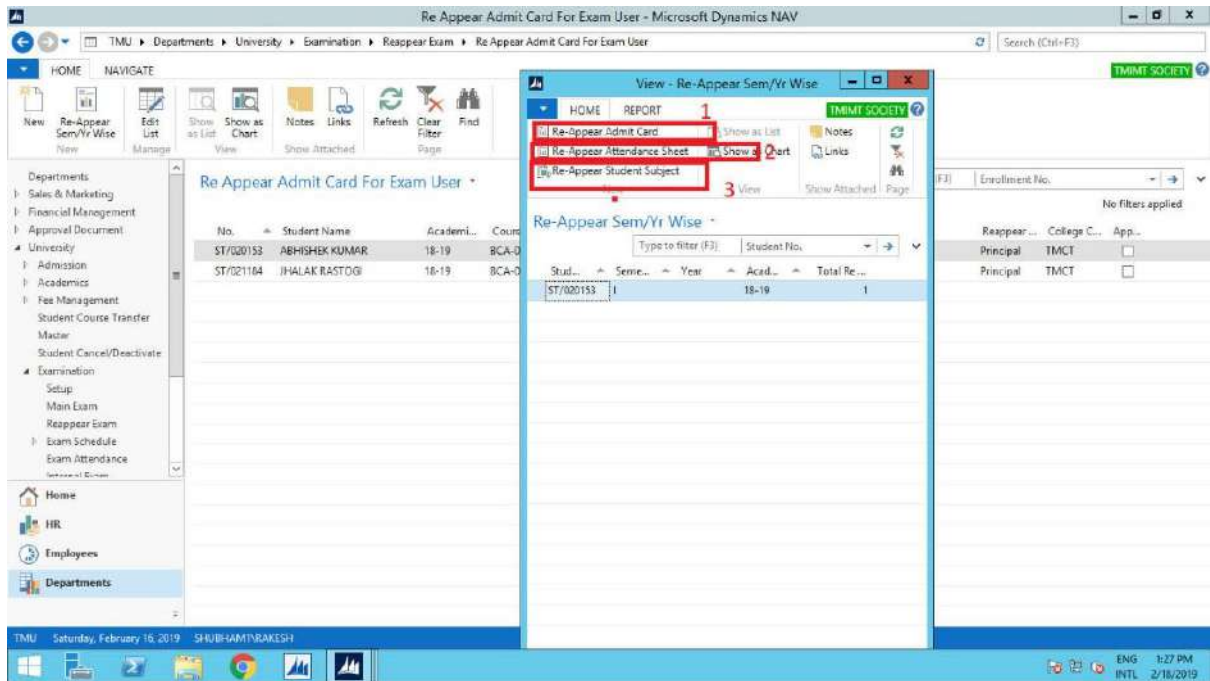 Re Appear Admit Card For Exam User - Microsoft Dynamics NAV
TMU ▸ Departments ▸ University ▸ Examination ▸ Reappear Exam ▸ Re Appear Admit Card For Exam User
Search (Ctrl+F3)
HOME NAVIGATE
TMIMT SOCIETY
New
Re-Appear Sem/Yr Wise
Edit List
Show as List
Show as Chart
Notes
Links
Refresh
Clear Filter
Find
New
Manage
View
Show Attached
Page
Departments
Sales & Marketing
Financial Management
Approval Document
University
Admission
Academics
Fee Management
Student Course Transfer
Master
Student Cancel/Deactivate
Examination
Setup
Main Exam
Reappear Exam
Exam Schedule
Exam Attendance
Internal Exam
Home
HR
Employees
Departments
Re Appear Admit Card For Exam User
(F3) Enrollment No.
No filters applied
No. Student Name Academi... Cours Reappear ... College C... App...
ST/020153 ABHISHEK KUMAR 18-19 BCA-0 Principal TMCT
ST/021184 JHALAK RASTOGI 18-19 BCA-0 Principal TMCT
View - Re-Appear Sem/Yr Wise
HOME REPORT
1
TMIMT SOCIETY
Re-Appear Admit Card Show as List Notes
Re-Appear Attendance Sheet Show as Chart 2 Links
Re-Appear Student Subject
3 View Show Attached Page
Re-Appear Sem/Yr Wise
Type to filter (F3) Student No.
Stud... Seme... Year Acad... Total Re...
ST/020153 I 18-19 1
TMU Saturday, February 16, 2019 SHUBHAMT\RAKESH
ENG 1:27 PM
INTL 2/18/2019